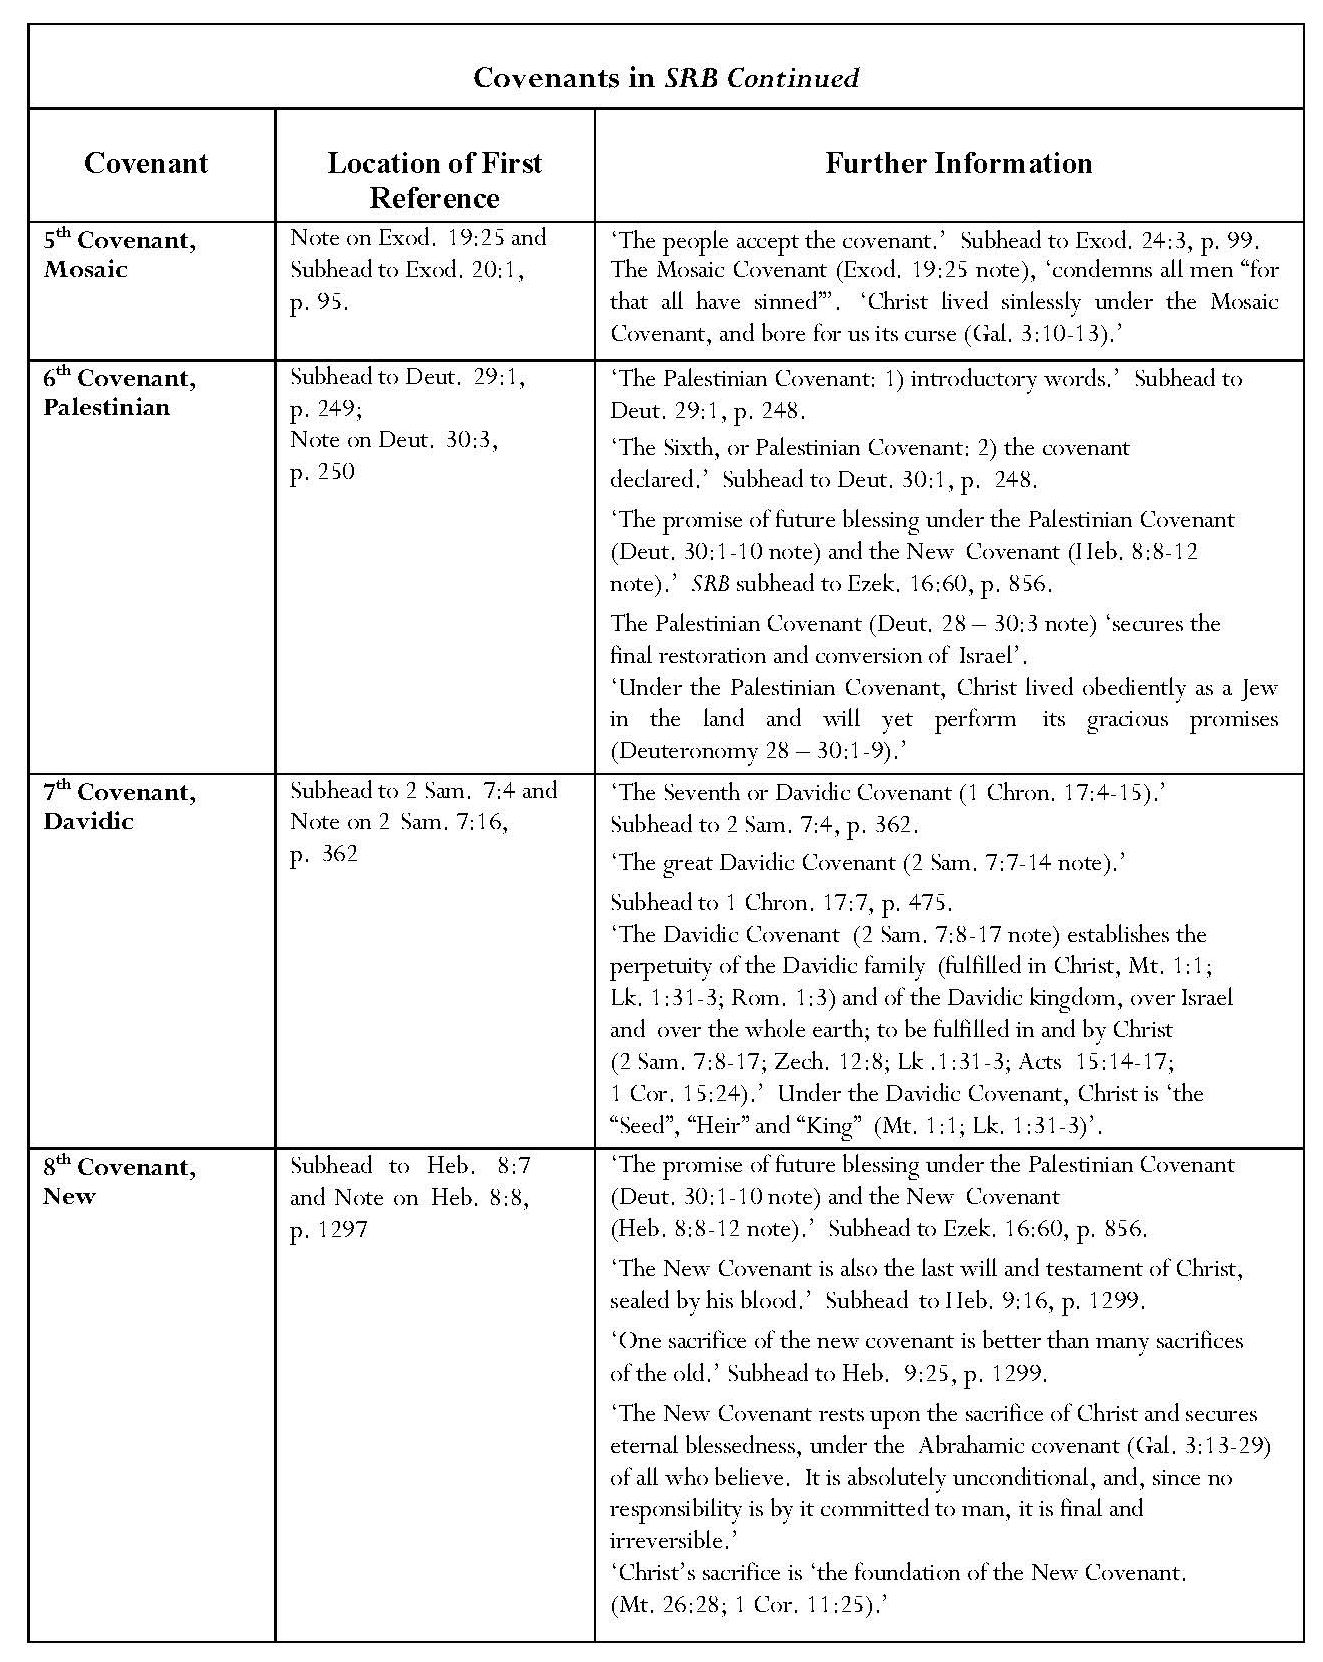 Covenants in SRB Continued
Covenant
Location of First
Reference
Further Information
5th Covenant,
Mosaic
Note on Exod. 19:25 and
Subhead to Exod. 20:1,
p. 95.
‘The people accept the covenant.’ Subhead to Exod. 24:3, p. 99.
The Mosaic Covenant (Exod. 19:25 note), ‘condemns all men “for
that all have sinned”’. ‘Christ lived sinlessly under the Mosaic
Covenant, and bore for us its curse (Gal. 3:10-13).’
6th Covenant,
Palestinian
Subhead to Deut. 29:1,
p. 249;
Note on Deut. 30:3,
p. 250
‘The Palestinian Covenant: 1) introductory words.’ Subhead to
Deut. 29:1, p. 248.
‘The Sixth, or Palestinian Covenant: 2) the covenant
declared.’ Subhead to Deut. 30:1, p. 248.
‘The promise of future blessing under the Palestinian Covenant
(Deut. 30:1-10 note) and the New Covenant (Heb. 8:8-12
note).’ SRB subhead to Ezek. 16:60, p. 856.
The Palestinian Covenant (Deut. 28 – 30:3 note) ‘secures the
final restoration and conversion of Israel’.
‘Under the Palestinian Covenant, Christ lived obediently as a Jew
in the land and will yet perform its gracious promises
(Deuteronomy 28 – 30:1-9).’
7th Covenant,
Davidic
Subhead to 2 Sam. 7:4 and
Note on 2 Sam. 7:16,
p. 362
‘The Seventh or Davidic Covenant (1 Chron. 17:4-15).’
Subhead to 2 Sam. 7:4, p. 362.
‘The great Davidic Covenant (2 Sam. 7:7-14 note).’
Subhead to 1 Chron. 17:7, p. 475.
‘The Davidic Covenant (2 Sam. 7:8-17 note) establishes the
perpetuity of the Davidic family (fulfilled in Christ, Mt. 1:1;
Lk. 1:31-3; Rom. 1:3) and of the Davidic kingdom, over Israel
and over the whole earth; to be fulfilled in and by Christ
(2 Sam. 7:8-17; Zech. 12:8; Lk .1:31-3; Acts 15:14-17;
1 Cor. 15:24).’ Under the Davidic Covenant, Christ is ‘the
“Seed”, “Heir” and “King” (Mt. 1:1; Lk. 1:31-3)’.
8th Covenant,
New
Subhead to Heb. 8:7
and Note on Heb. 8:8,
p. 1297
‘The promise of future blessing under the Palestinian Covenant
(Deut. 30:1-10 note) and the New Covenant
(Heb. 8:8-12 note).’ Subhead to Ezek. 16:60, p. 856.
‘The New Covenant is also the last will and testament of Christ,
sealed by his blood.’ Subhead to Heb. 9:16, p. 1299.
‘One sacrifice of the new covenant is better than many sacrifices
of the old.’ Subhead to Heb. 9:25, p. 1299.
‘The New Covenant rests upon the sacrifice of Christ and secures
eternal blessedness, under the Abrahamic covenant (Gal. 3:13-29)
of all who believe. It is absolutely unconditional, and, since no
responsibility is by it committed to man, it is final and
irreversible.’
‘Christ’s sacrifice is ‘the foundation of the New Covenant.
(Mt. 26:28; 1 Cor. 11:25).’